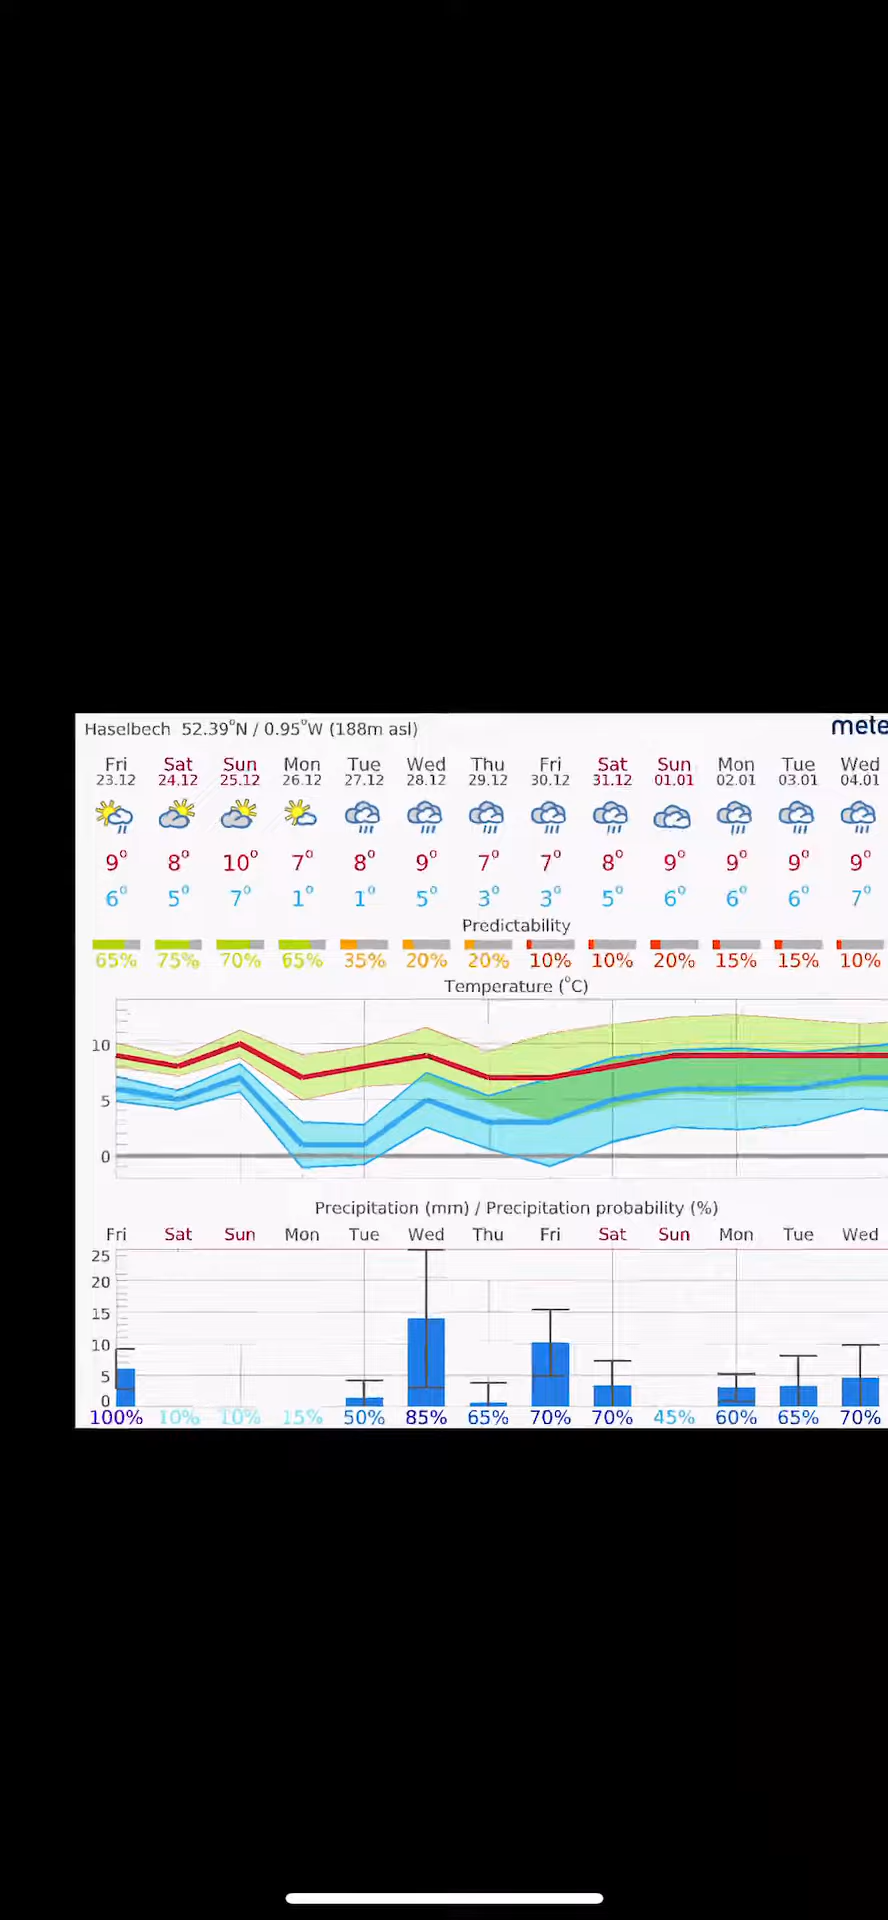 Haselbech 52.39°N / 0.95°W (188m asl) mete
Fri Sat Sun Mon Tue Wed Thu Fri Sat Sun Mon Tue Wed
23.12 24.12 25.12 26.12 27.12 28.12 29.12 30.12 31.12 01.01 02.01 03.01 04.01
9° 8° 10° 7° 8° 9° 7° 7° 8° 9° 9° 9° 9°
6° 5° 7° 1° 1° 5° 3° 3° 5° 6° 6° 6° 7°
Predictability
65% 75% 70% 65% 35% 20% 20% 10% 10% 20% 15% 15% 10%
Temperature (°C)
10
5
0
Precipitation (mm) / Precipitation probability (%)
Fri Sat Sun Mon Tue Wed Thu Fri Sat Sun Mon Tue Wed
25
20
15
10
5
0
100% 10% 10% 15% 50% 85% 65% 70% 70% 45% 60% 65% 70%